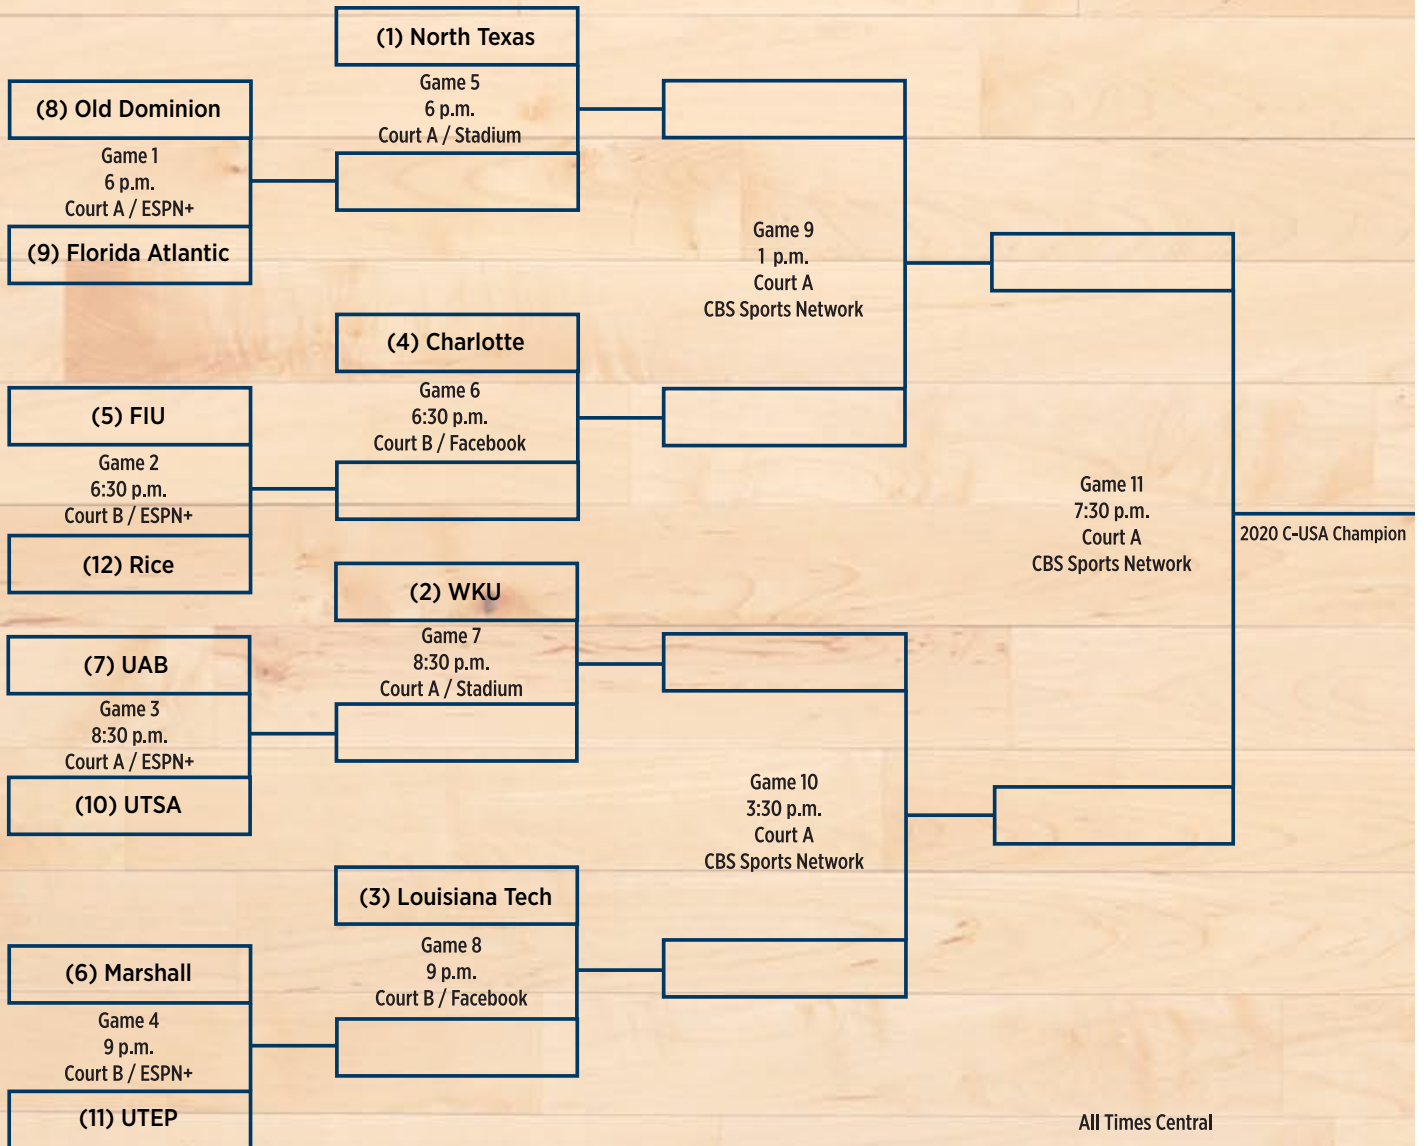 (1) North Texas
Game 5
6 p.m.
Court A / Stadium
(8) Old Dominion
Game 1
6 p.m.
Court A / ESPN+
(9) Florida Atlantic
Game 9
1 p.m.
Court A
CBS Sports Network
(4) Charlotte
Game 6
6:30 p.m.
Court B / Facebook
(5) FIU
Game 2
6:30 p.m.
Court B / ESPN+
(12) Rice
Game 11
7:30 p.m.
Court A
CBS Sports Network
2020 C-USA Champion
(2) WKU
Game 7
8:30 p.m.
Court A / Stadium
(7) UAB
Game 3
8:30 p.m.
Court A / ESPN+
(10) UTSA
Game 10
3:30 p.m.
Court A
CBS Sports Network
(3) Louisiana Tech
Game 8
9 p.m.
Court B / Facebook
(6) Marshall
Game 4
9 p.m.
Court B / ESPN+
(11) UTEP
All Times Central